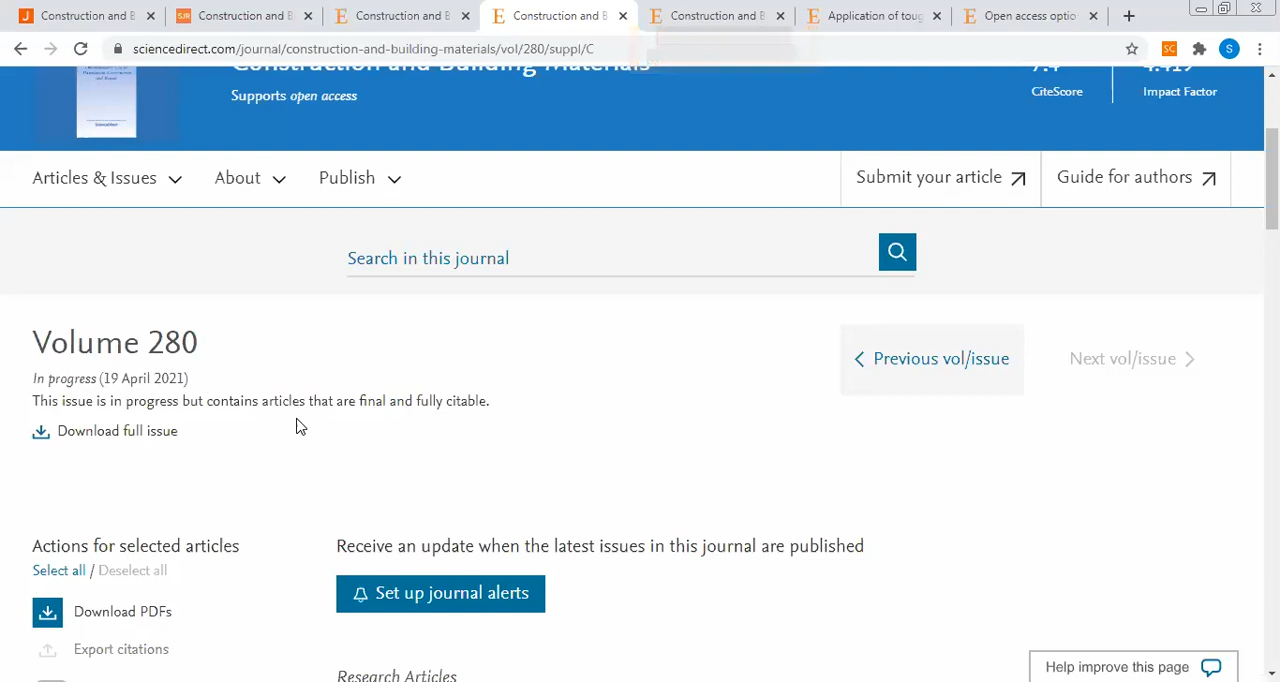 Construction and B
Construction and B
Construction and B
Construction and B
Construction and B
Application of toug
Open access optio
sciencedirect.com/journal/construction-and-building-materials/vol/280/suppl/C
SC
S
Construction and Building Materials
Supports open access
CiteScore
Impact Factor
Articles & Issues
About
Publish
Submit your article
Guide for authors
Search in this journal
Volume 280
In progress (19 April 2021)
This issue is in progress but contains articles that are final and fully citable.
Download full issue
Previous vol/issue
Next vol/issue
Actions for selected articles
Select all / Deselect all
Download PDFs
Export citations
Receive an update when the latest issues in this journal are published
Set up journal alerts
Research Articles
Help improve this page